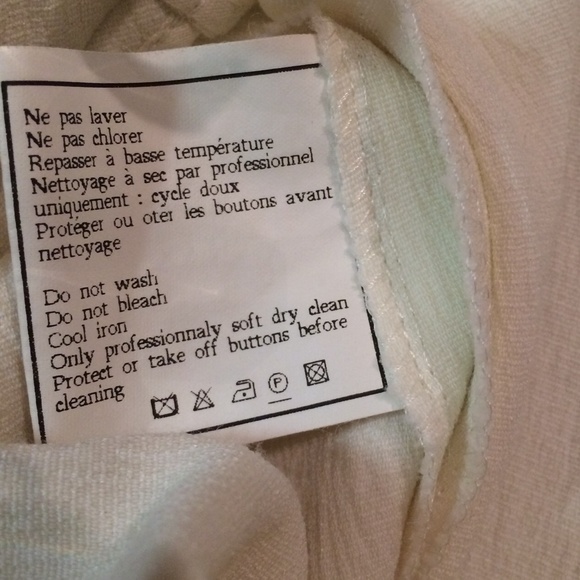 Ne pas laver
Ne pas chlorer
Repasser à basse température
Nettoyage à sec par professionnel
uniquement : cycle doux
Protéger ou oter les boutons avant
nettoyage
Do not wash
Do not bleach
Cool iron
Only professionnaly soft dry clean
Protect or take off buttons before
cleaning
P